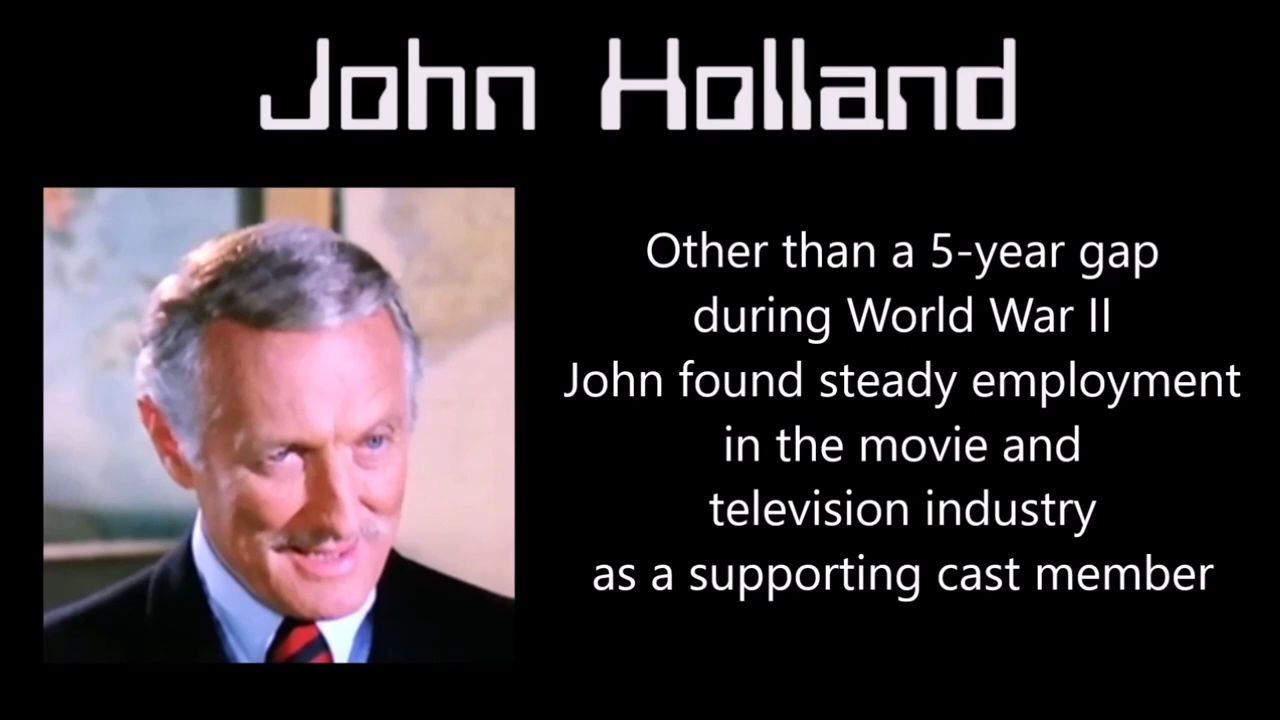 John Holland
Other than a 5-year gap
during World War II
John found steady employment
in the movie and
television industry
as a supporting cast member